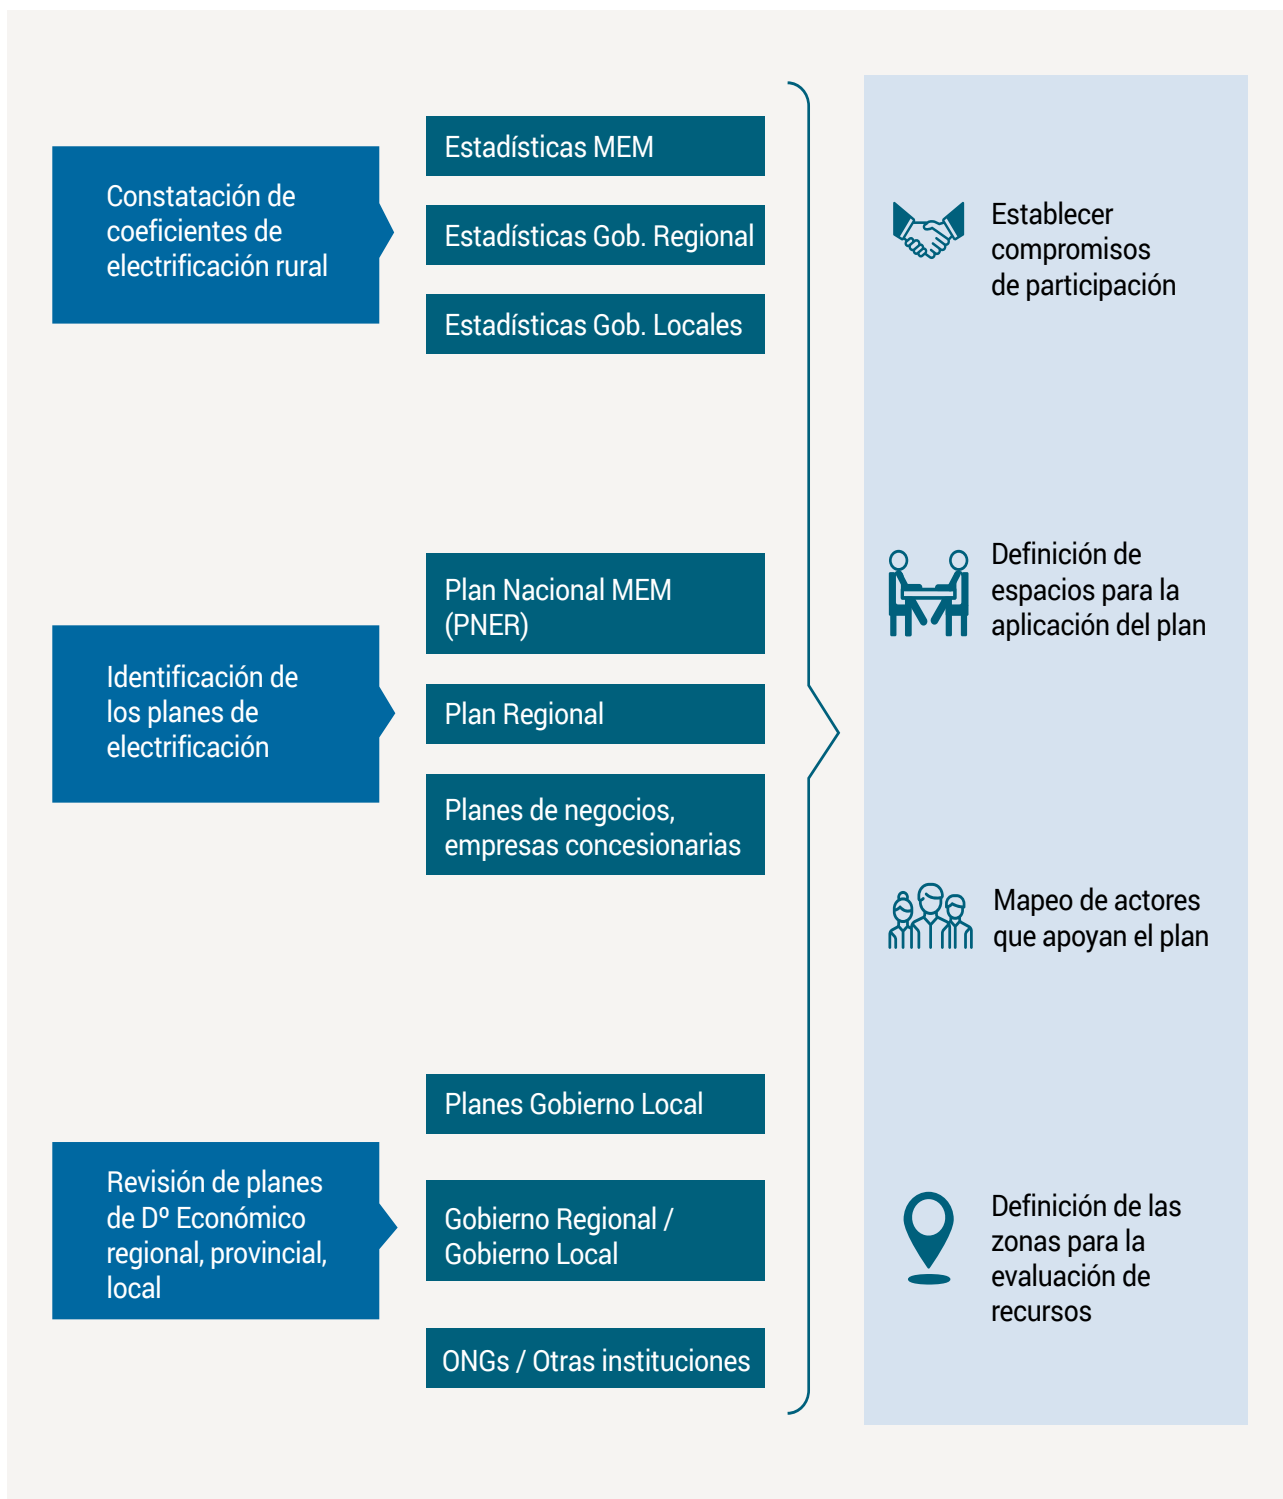 Constatación de
coeficientes de
electrificación rural
Estadísticas MEM
Estadísticas Gob. Regional
Estadísticas Gob. Locales
Identificación de
los planes de
electrificación
Plan Nacional MEM
(PNER)
Plan Regional
Planes de negocios,
empresas concesionarias
Revisión de planes
de Dº Económico
regional, provincial,
local
Planes Gobierno Local
Gobierno Regional /
Gobierno Local
ONGs / Otras instituciones
Establecer
compromisos
de participación
Definición de
espacios para la
aplicación del plan
Mapeo de actores
que apoyan el plan
Definición de las
zonas para la
evaluación de
recursos